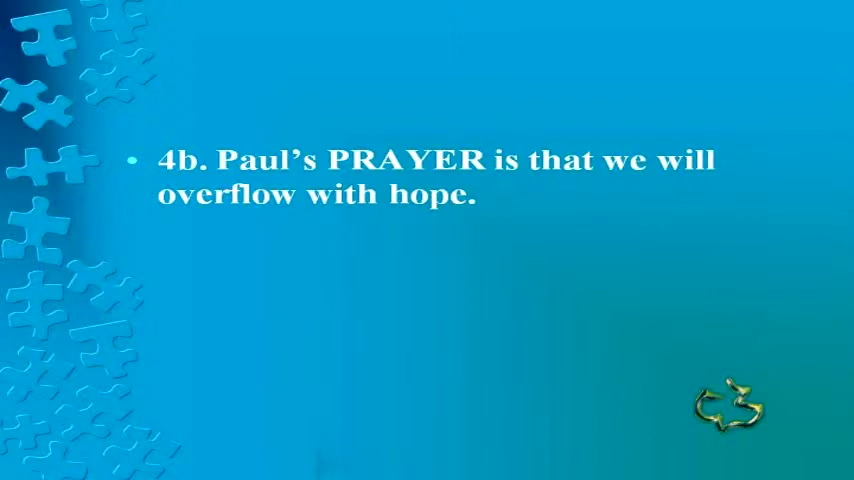 • 4b. Paul’s PRAYER is that we will
overflow with hope.